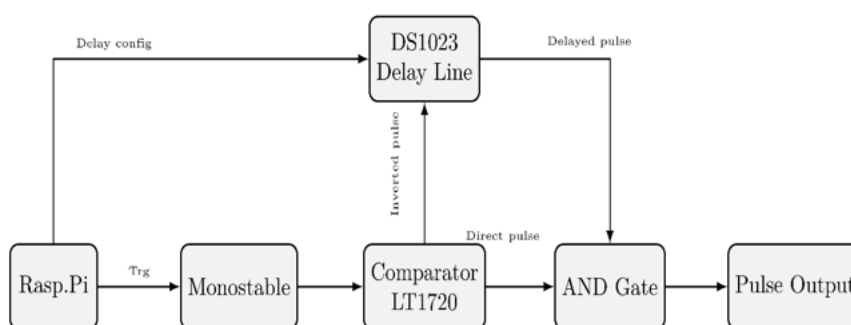 Delay config
DS1023
Delay Line
Delayed pulse
Inverted pulse
Direct pulse
Rasp.Pi
Trg
Monostable
Comparator
LT1720
AND Gate
Pulse Output